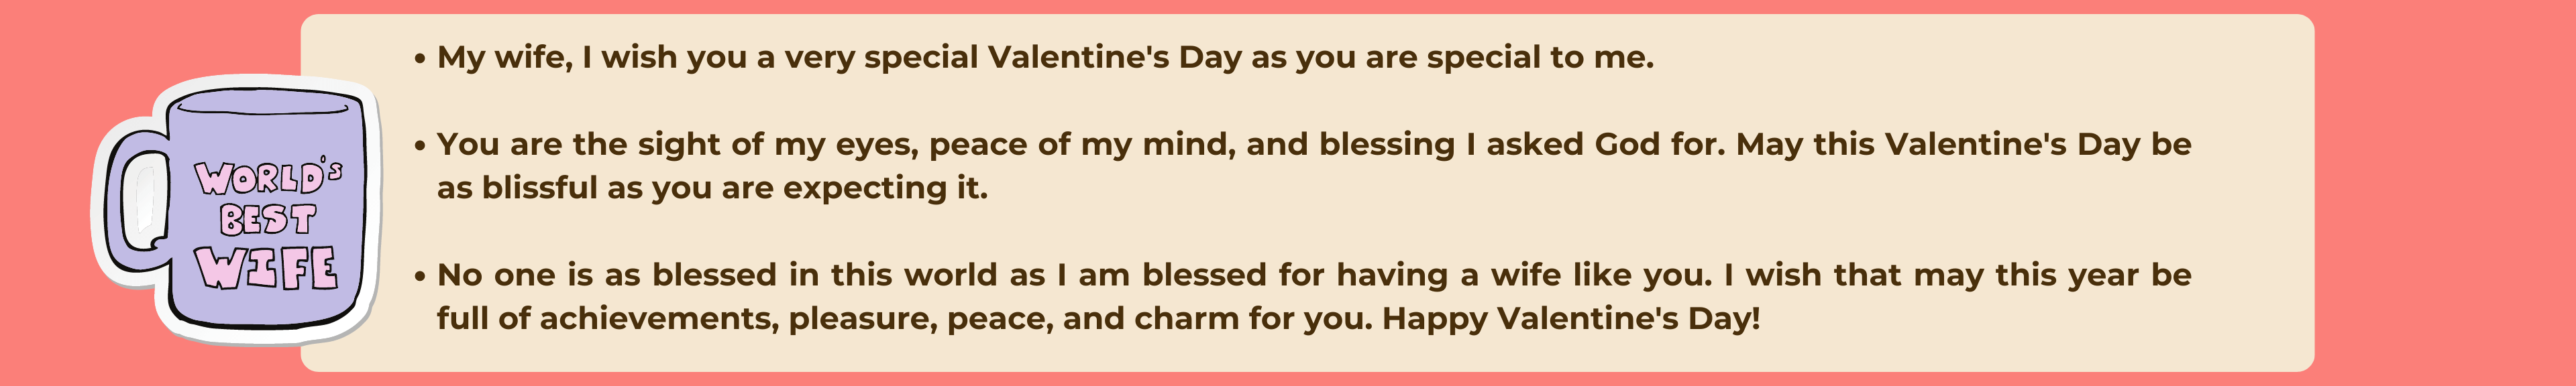 WORLD'S
BEST
WIFE
• My wife, I wish you a very special Valentine's Day as you are special to me.
• You are the sight of my eyes, peace of my mind, and blessing I asked God for. May this Valentine's Day be
as blissful as you are expecting it.
• No one is as blessed in this world as I am blessed for having a wife like you. I wish that may this year be
full of achievements, pleasure, peace, and charm for you. Happy Valentine's Day!